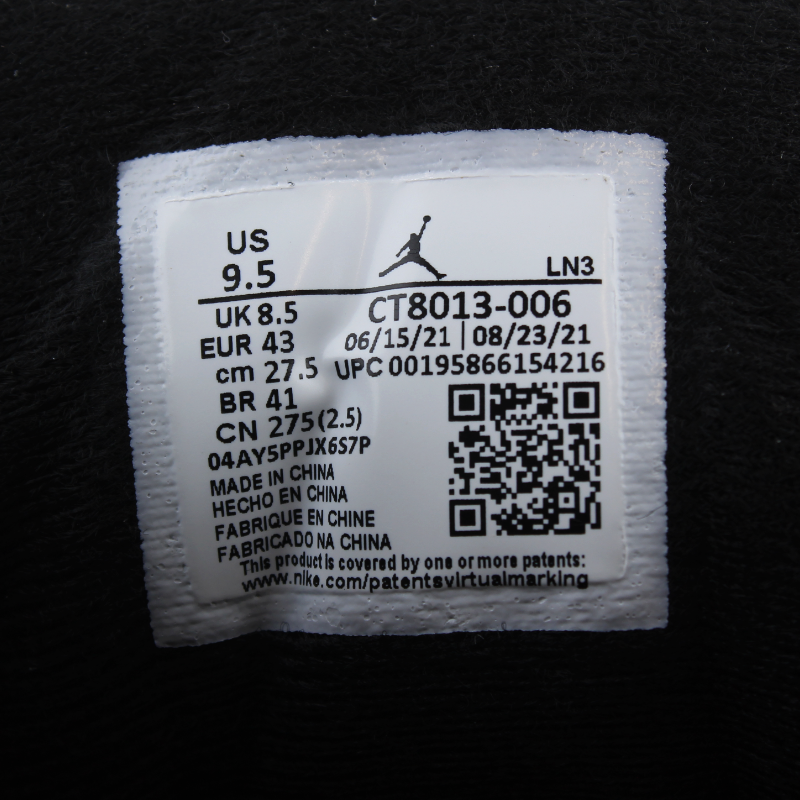 US
9.5
LN3
UK 8.5
CT8013-006
EUR 43
06/15/21 | 08/23/21
cm 27.5
UPC 00195866154216
BR 41
CN 275 (2.5)
04AY5PPJX6S7P
MADE IN CHINA
HECHO EN CHINA
FABRIQUE EN CHINE
FABRICADO NA CHINA
This product is covered by one or more patents:
www.nike.com/patentsvirtualmarking